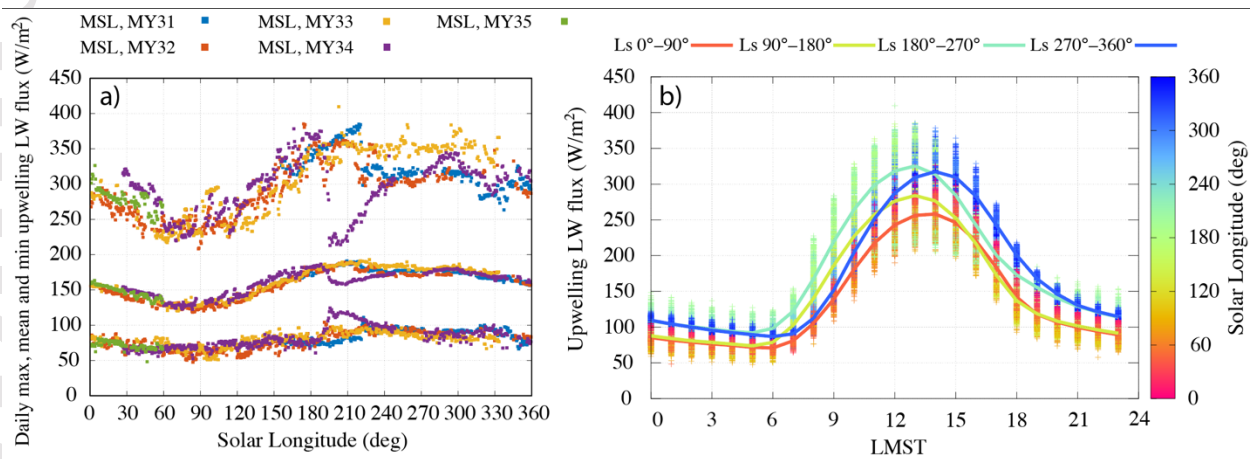 MSL, MY31 MSL, MY33 MSL, MY35
MSL, MY32 MSL, MY34
a)
Daily max, mean and min upwelling LW flux (W/m²)
450
400
350
300
250
200
150
100
50
0
0 30 60 90 120 150 180 210 240 270 300 330 360
Solar Longitude (deg)
Ls 0°–90° Ls 90°–180° Ls 180°–270° Ls 270°–360°
b)
Upwelling LW flux (W/m²)
450
400
350
300
250
200
150
100
50
0
0 3 6 9 12 15 18 21 24
LMST
360
300
240
180
120
60
0
Solar Longitude (deg)